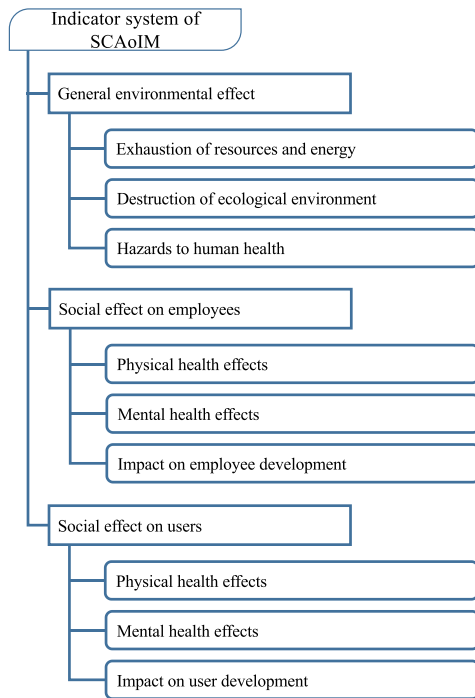 Indicator system of
SCAoIM
General environmental effect
Exhaustion of resources and energy
Destruction of ecological environment
Hazards to human health
Social effect on employees
Physical health effects
Mental health effects
Impact on employee development
Social effect on users
Physical health effects
Mental health effects
Impact on user development